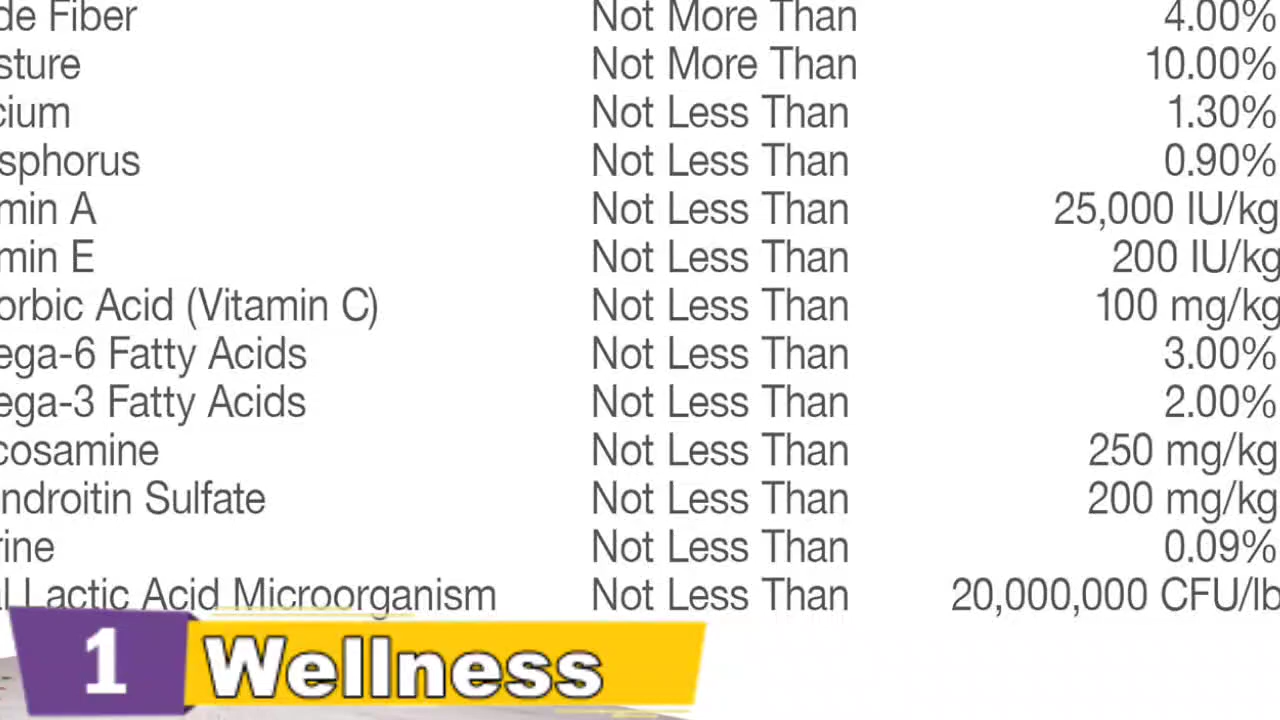 de Fiber Not More Than 4.00%
sture Not More Than 10.00%
cium Not Less Than 1.30%
sphorus Not Less Than 0.90%
min A Not Less Than 25,000 IU/kg
min E Not Less Than 200 IU/kg
orbic Acid (Vitamin C) Not Less Than 100 mg/kg
ega-6 Fatty Acids Not Less Than 3.00%
ega-3 Fatty Acids Not Less Than 2.00%
cosamine Not Less Than 250 mg/kg
ndroitin Sulfate Not Less Than 200 mg/kg
rine Not Less Than 0.09%
al Lactic Acid Microorganism Not Less Than 20,000,000 CFU/lb
1 Wellness